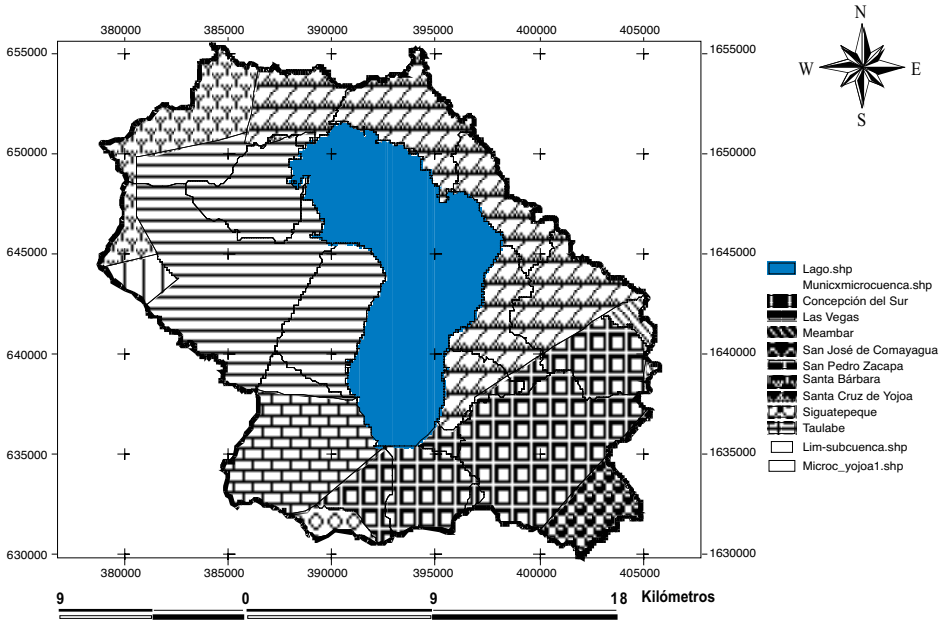 N
W E
S
380000 385000 390000 395000 400000 405000
655000 1655000
650000 1650000
645000 1645000
640000 1640000
635000 1635000
630000 1630000
380000 385000 390000 395000 400000 405000
Lago.shp
Municxmicrocuenca.shp
Concepción del Sur
Las Vegas
Meambar
San José de Comayagua
San Pedro Zacapa
Santa Bárbara
Santa Cruz de Yojoa
Siguatepeque
Taulabe
Lim-subcuenca.shp
Microc_yojoa1.shp
9 0 9 18 Kilómetros